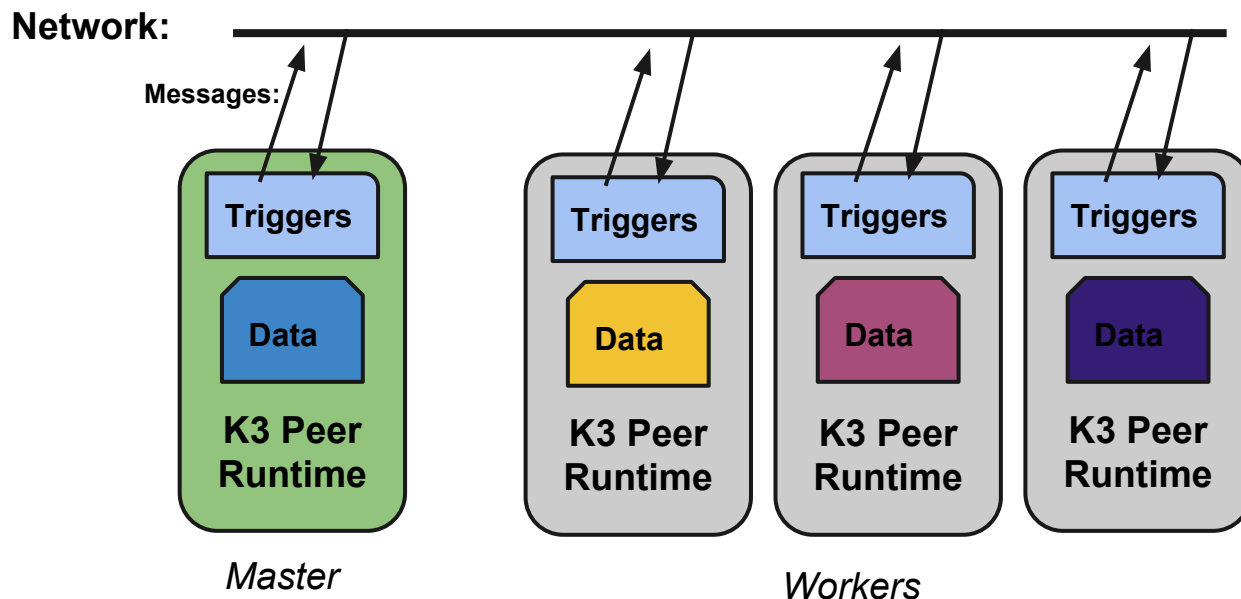 Network:
Messages:
Triggers
Data
K3 Peer
Runtime
Master
Triggers
Data
K3 Peer
Runtime
Triggers
Data
K3 Peer
Runtime
Triggers
Data
K3 Peer
Runtime
Workers